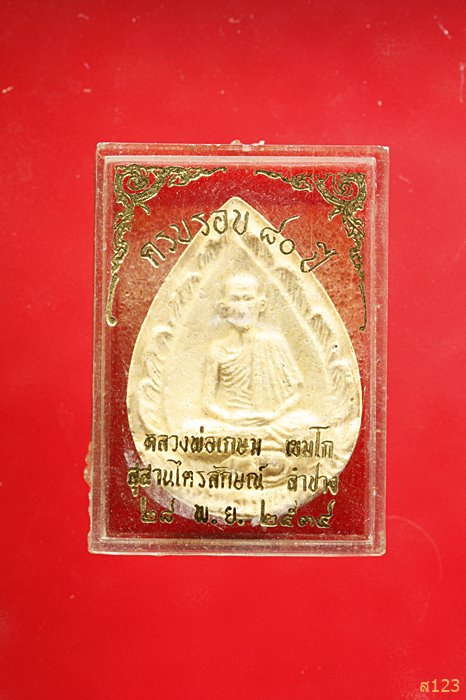 ครบรอบ ๘๐ ปี
หลวงพ่อเกษม เขมโก
สุสานไตรลักษณ์ ลำปาง
๒๘ พ.ย. ๒๕๓๔
ส123